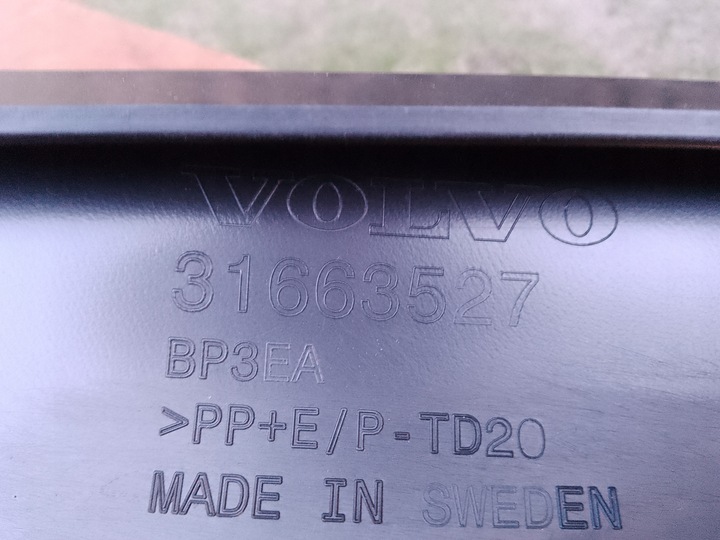 VOLVO
31663527
BP3EA
>PP+E/P-TD20
MADE IN SWEDEN